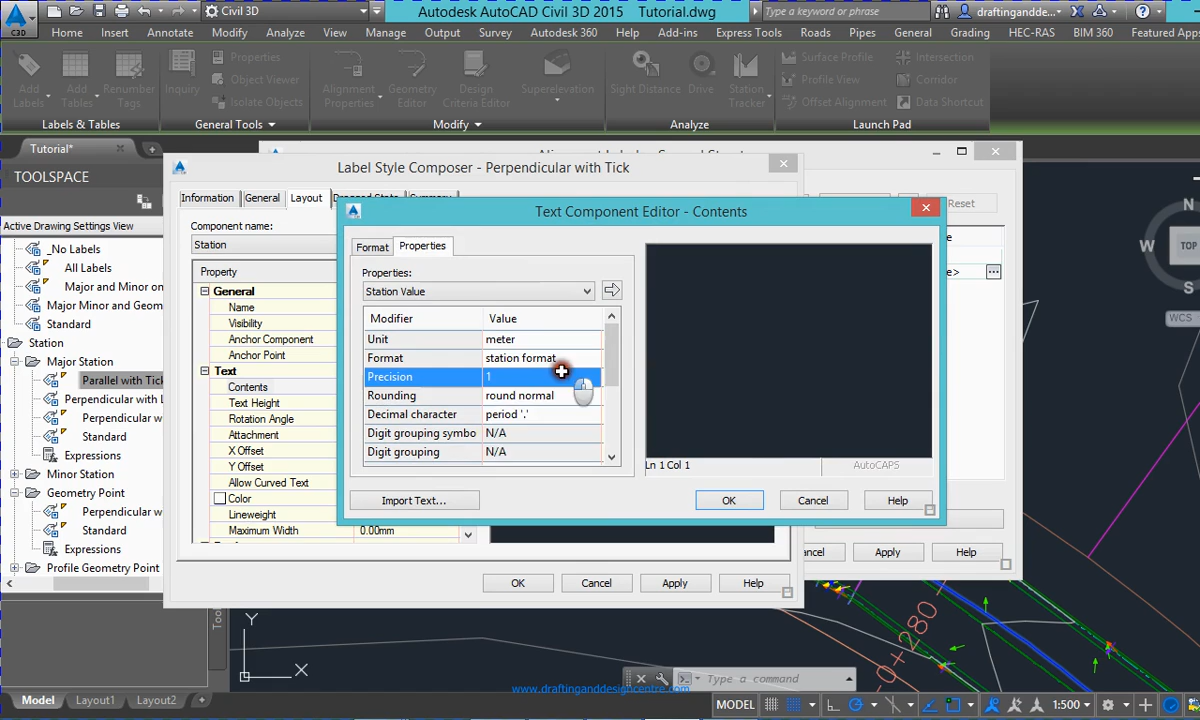 Civil 3D
Autodesk AutoCAD Civil 3D 2015 Tutorial.dwg
Type a keyword or phrase
draftingandde...
C3D
Home Insert Annotate Modify Analyze View Manage Output Survey Autodesk 360 Help Add-ins Express Tools Roads Pipes General Grading HEC-RAS BIM 360 Featured Apps
Add Labels
Add Tables
Renumber Tags
Inquiry
Properties
Object Viewer
Isolate Objects
Alignment Properties
Geometry Editor
Design Criteria Editor
Superelevation
Sight Distance
Drive
Station Tracker
Surface Profile
Profile View
Offset Alignment
Intersection
Corridor
Data Shortcut
Labels & Tables
General Tools
Modify
Analyze
Launch Pad
Tutorial*
TOOLSPACE
Active Drawing Settings View
_No Labels
All Labels
Major and Minor on
Major Minor and Geom
Standard
Station
Major Station
Parallel with Tick
Perpendicular with
Perpendicular w
Standard
Expressions
Minor Station
Geometry Point
Perpendicular w
Standard
Expressions
Profile Geometry Point
Reset
Label Style Composer - Perpendicular with Tick
Information General Layout Summary
Component name:
Station
Property
General
Name
Visibility
Anchor Component
Anchor Point
Text
Contents
Text Height
Rotation Angle
Attachment
X Offset
Y Offset
Allow Curved Text
Color
Lineweight
Maximum Width 0.00mm
OK Cancel Apply Help
Text Component Editor - Contents
Format Properties
Properties:
Station Value
Modifier Value
Unit meter
Format station format
Precision 1
Rounding round normal
Decimal character period '.'
Digit grouping symbo N/A
Digit grouping N/A
Ln 1 Col 1
AutoCAPS
Import Text...
OK Cancel Help
ancel Apply Help
N
W TOP
S
WCS
0+280
Y
X
Type a command
www.draftinganddesigncentre.com
Model Layout1 Layout2 +
MODEL
1:500